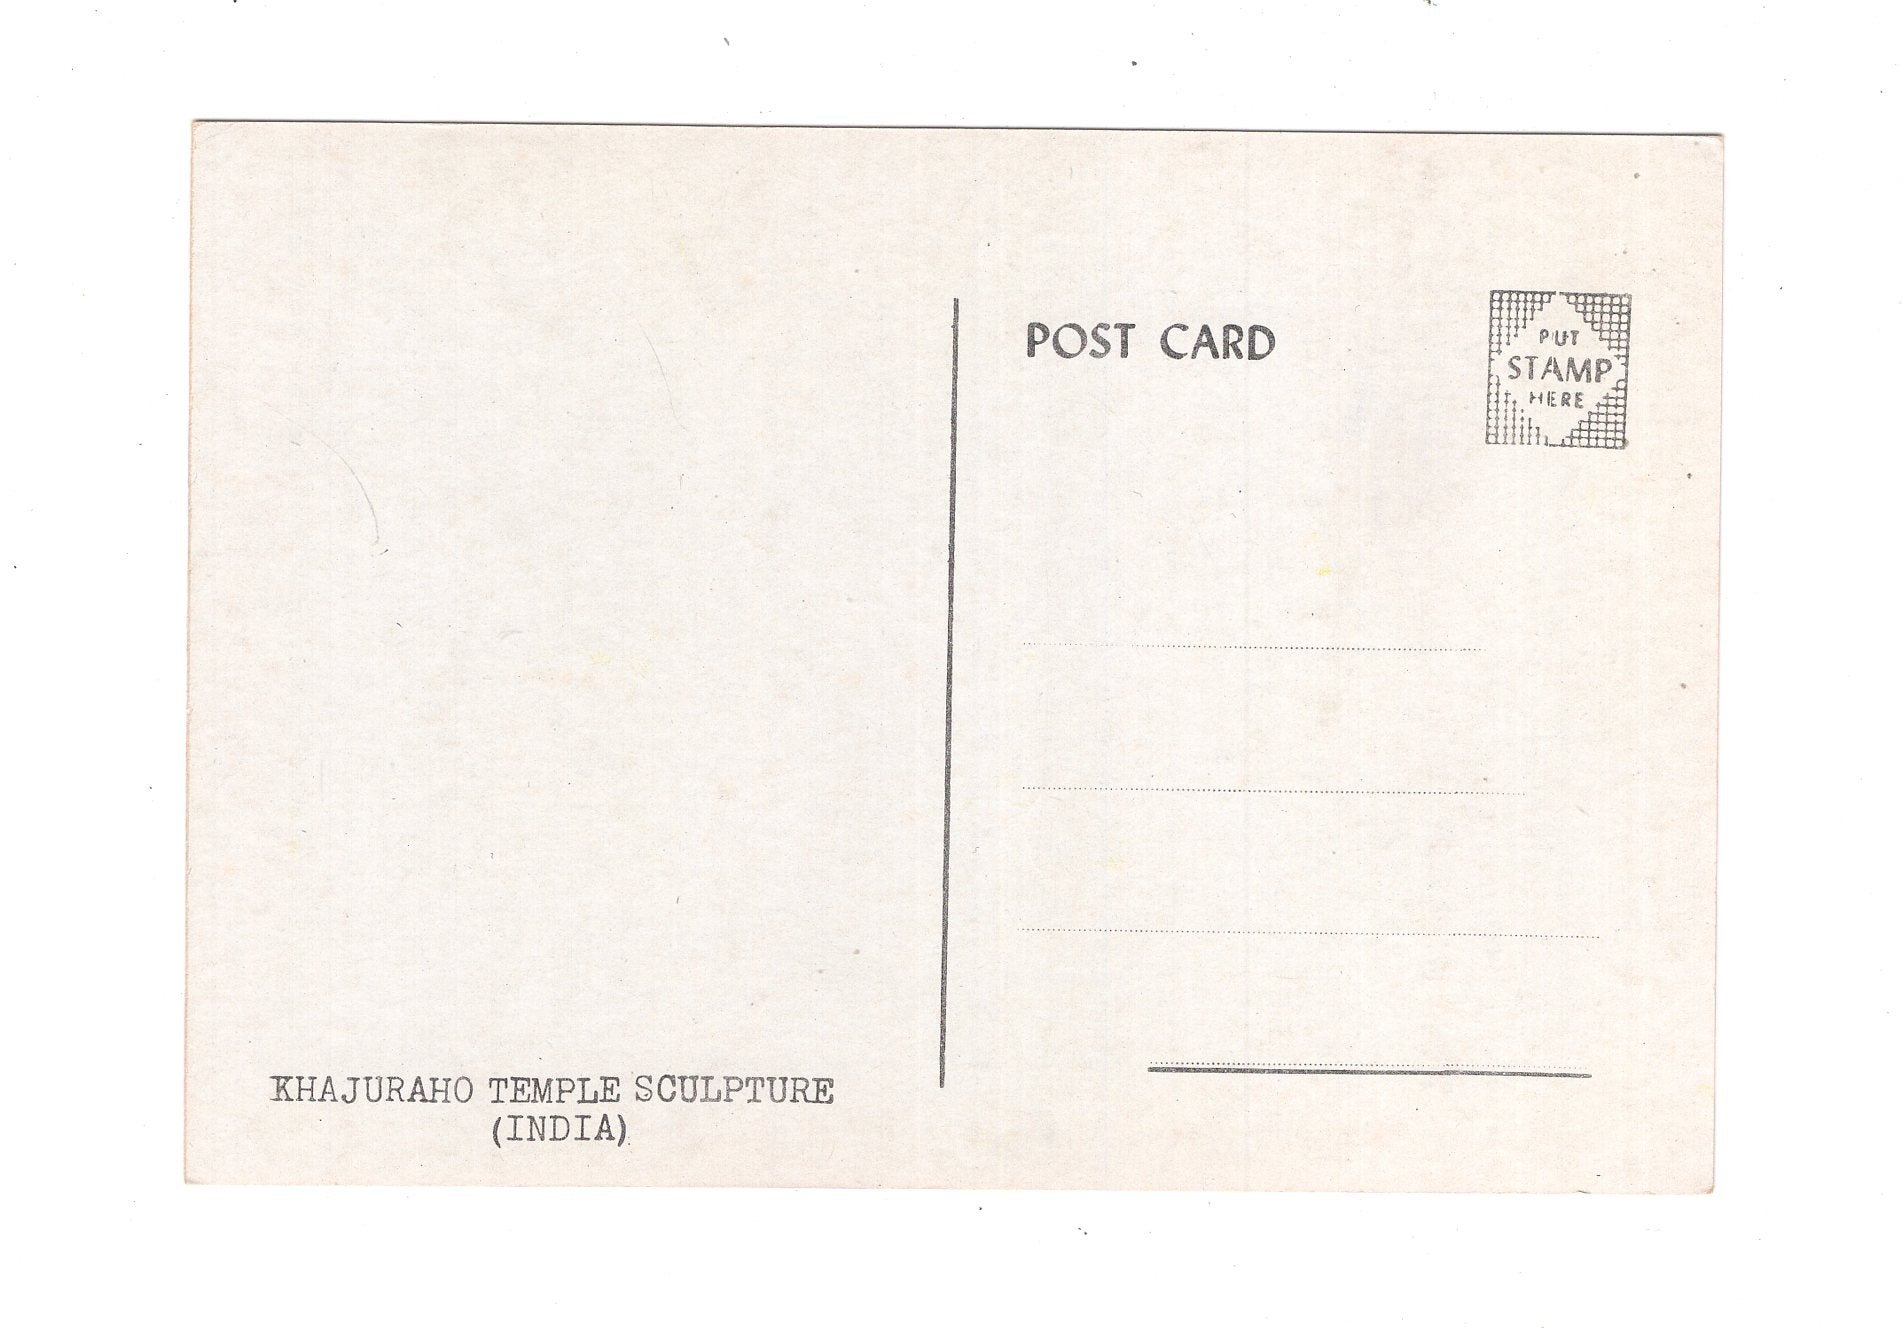 POST CARD
PUT
STAMP
HERE
KHAJURAHO TEMPLE SCULPTURE
(INDIA)